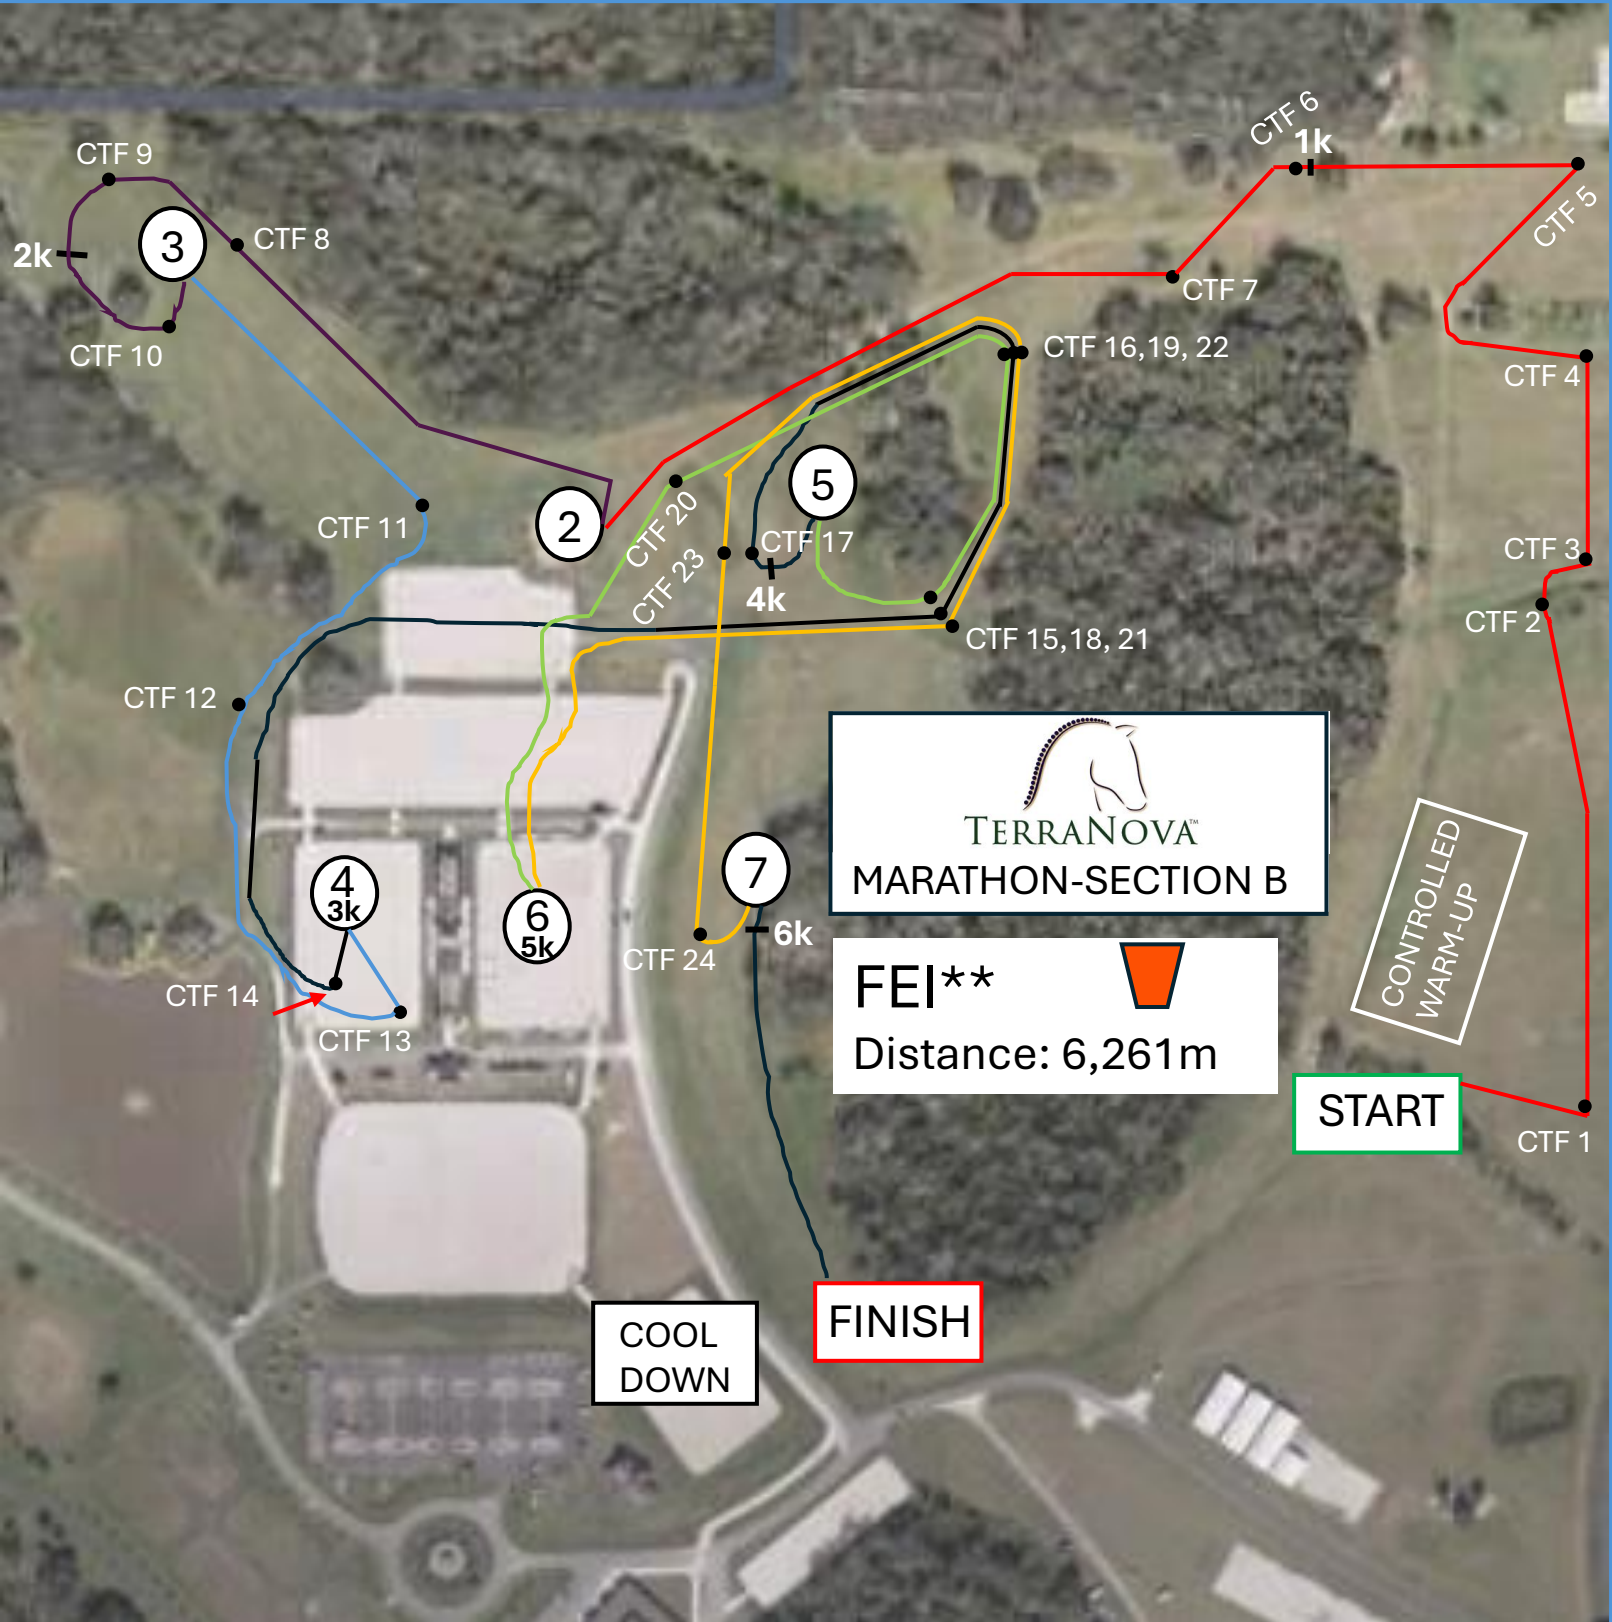 CTF 6
1k
CTF 9
CTF 5
CTF 8
3
2k
CTF 7
CTF 10
CTF 16,19, 22
CTF 4
5
CTF 20
CTF 11
2
CTF 17
CTF 3
CTF 23
4k
CTF 2
CTF 15,18, 21
CTF 12
TERRANOVA™
MARATHON-SECTION B
CONTROLLED
WARM-UP
4
3k
7
6
5k
6k
CTF 24
FEI**
Distance: 6,261m
CTF 14
CTF 13
START
CTF 1
FINISH
COOL
DOWN